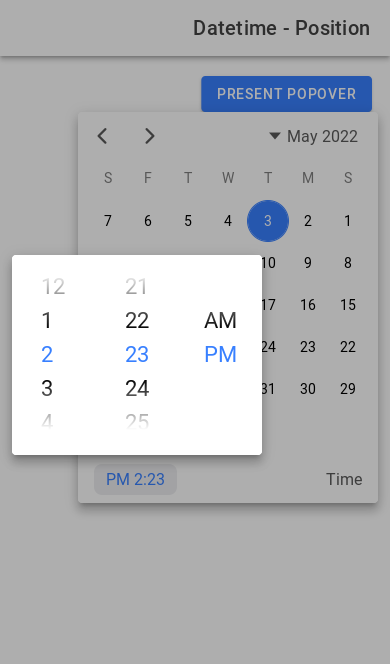 Datetime - Position
PRESENT POPOVER
May 2022
S F T W T M S
7 6 5 4 3 2 1
10 9 8
17 16 15
24 23 22
31 30 29
12 21
1 22 AM
2 23 PM
3 24
4 25
PM 2:23 Time